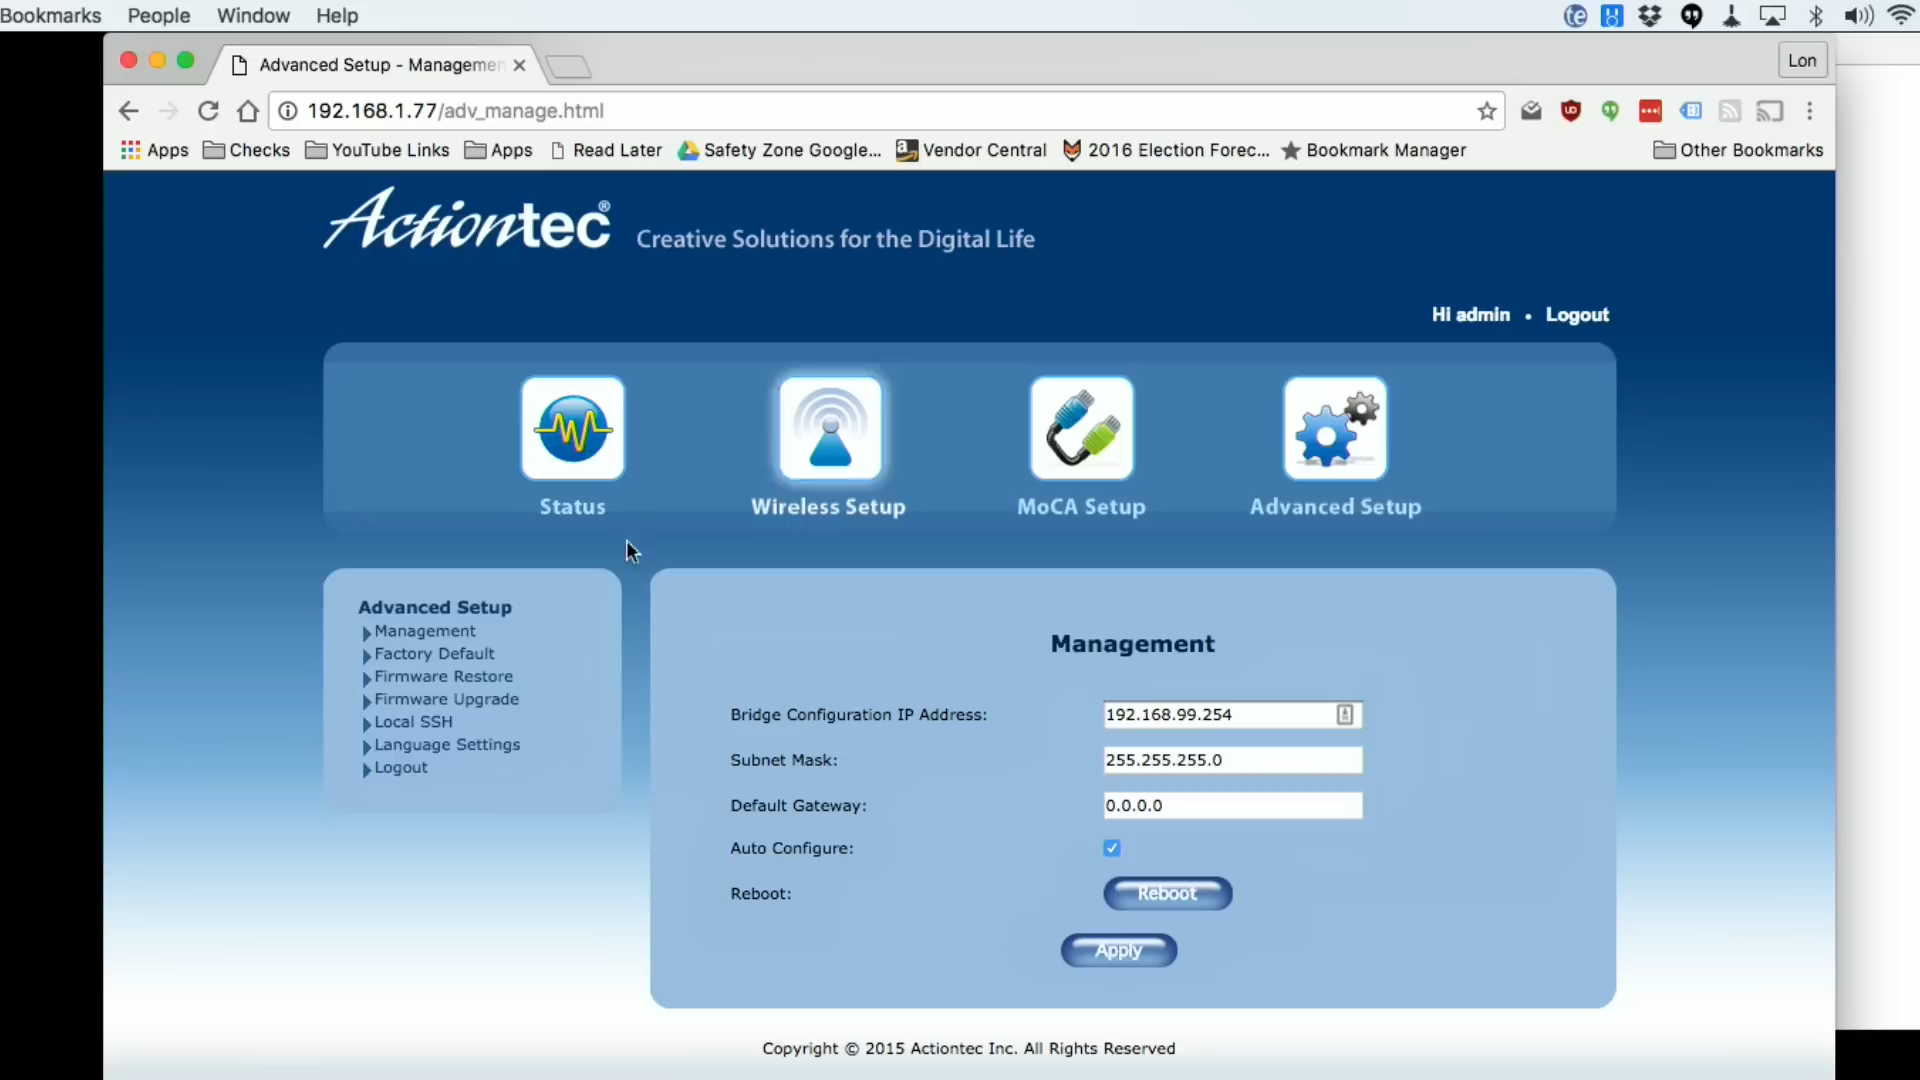 Bookmarks People Window Help
Advanced Setup - Managemen
Lon
192.168.1.77/adv_manage.html
Apps Checks YouTube Links Apps Read Later Safety Zone Google... Vendor Central 2016 Election Forec... Bookmark Manager Other Bookmarks
Actiontec® Creative Solutions for the Digital Life
Hi admin • Logout
Status Wireless Setup MoCA Setup Advanced Setup
Advanced Setup
Management
Factory Default
Firmware Restore
Firmware Upgrade
Local SSH
Language Settings
Logout
Management
Bridge Configuration IP Address: 192.168.99.254
Subnet Mask: 255.255.255.0
Default Gateway: 0.0.0.0
Auto Configure:
Reboot: Reboot
Apply
Copyright © 2015 Actiontec Inc. All Rights Reserved